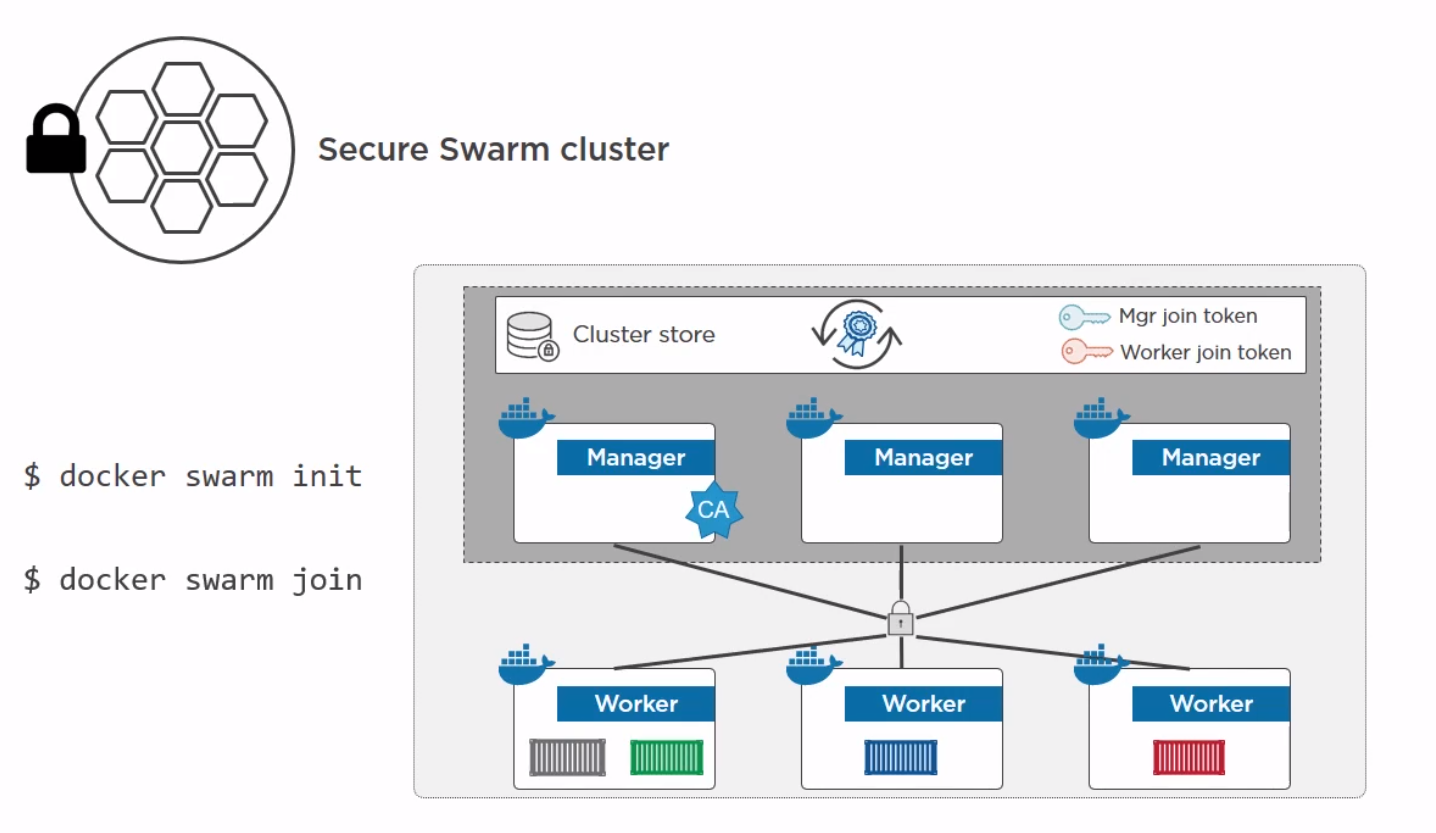 Secure Swarm cluster
Cluster store
Mgr join token
Worker join token
Manager
Manager
Manager
CA
$ docker swarm init
$ docker swarm join
Worker
Worker
Worker